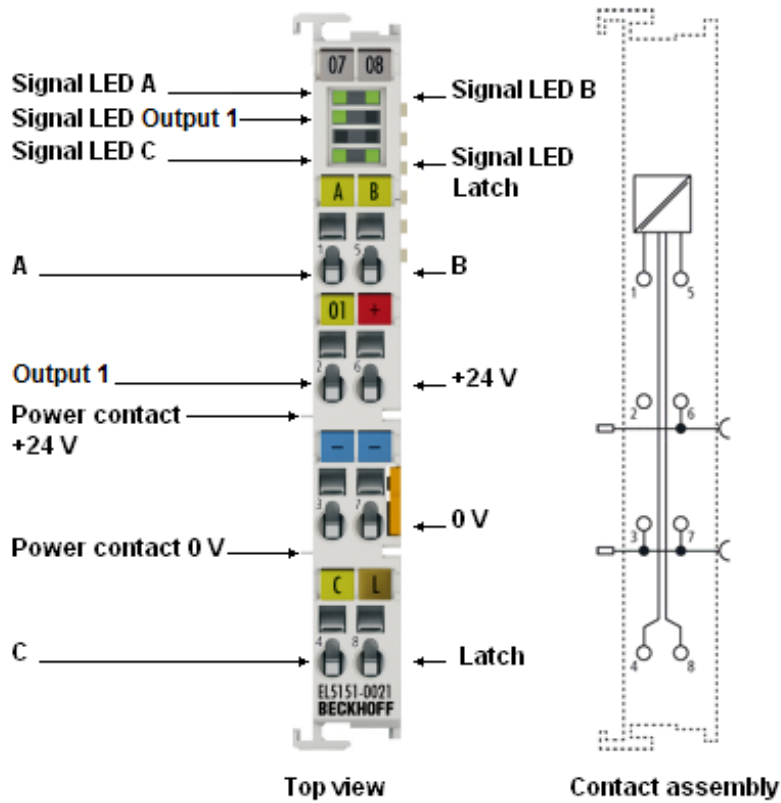 07 08
Signal LED A
Signal LED B
Signal LED Output 1
Signal LED C
Signal LED
Latch
A B
1 5
A
B
01 +
2 6
Output 1
+24 V
Power contact
+24 V
- -
3 7
0 V
Power contact 0 V
C L
4 8
C
Latch
EL5151-0021
BECKHOFF
Top view
1 5
2 6
3 7
4 8
Contact assembly